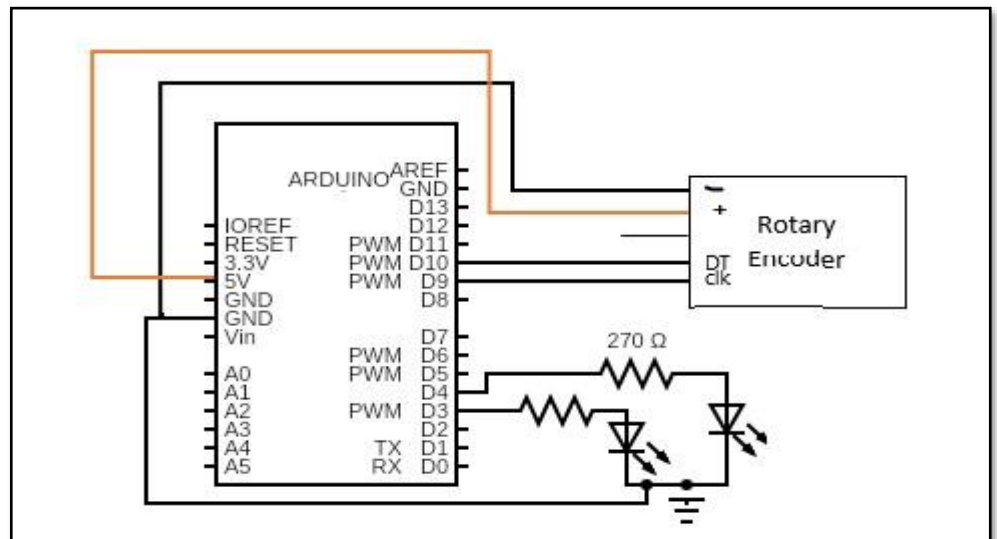 ARDUINO
AREF
GND
D13
IOREF
D12
RESET
PWM D11
3.3V
PWM D10
5V
PWM D9
GND
D8
GND
Vin
D7
PWM D6
A0
PWM D5
A1
D4
A2
PWM D3
A3
D2
A4
TX D1
A5
RX D0
-
+
Rotary
Encoder
DT
clk
270 Ω